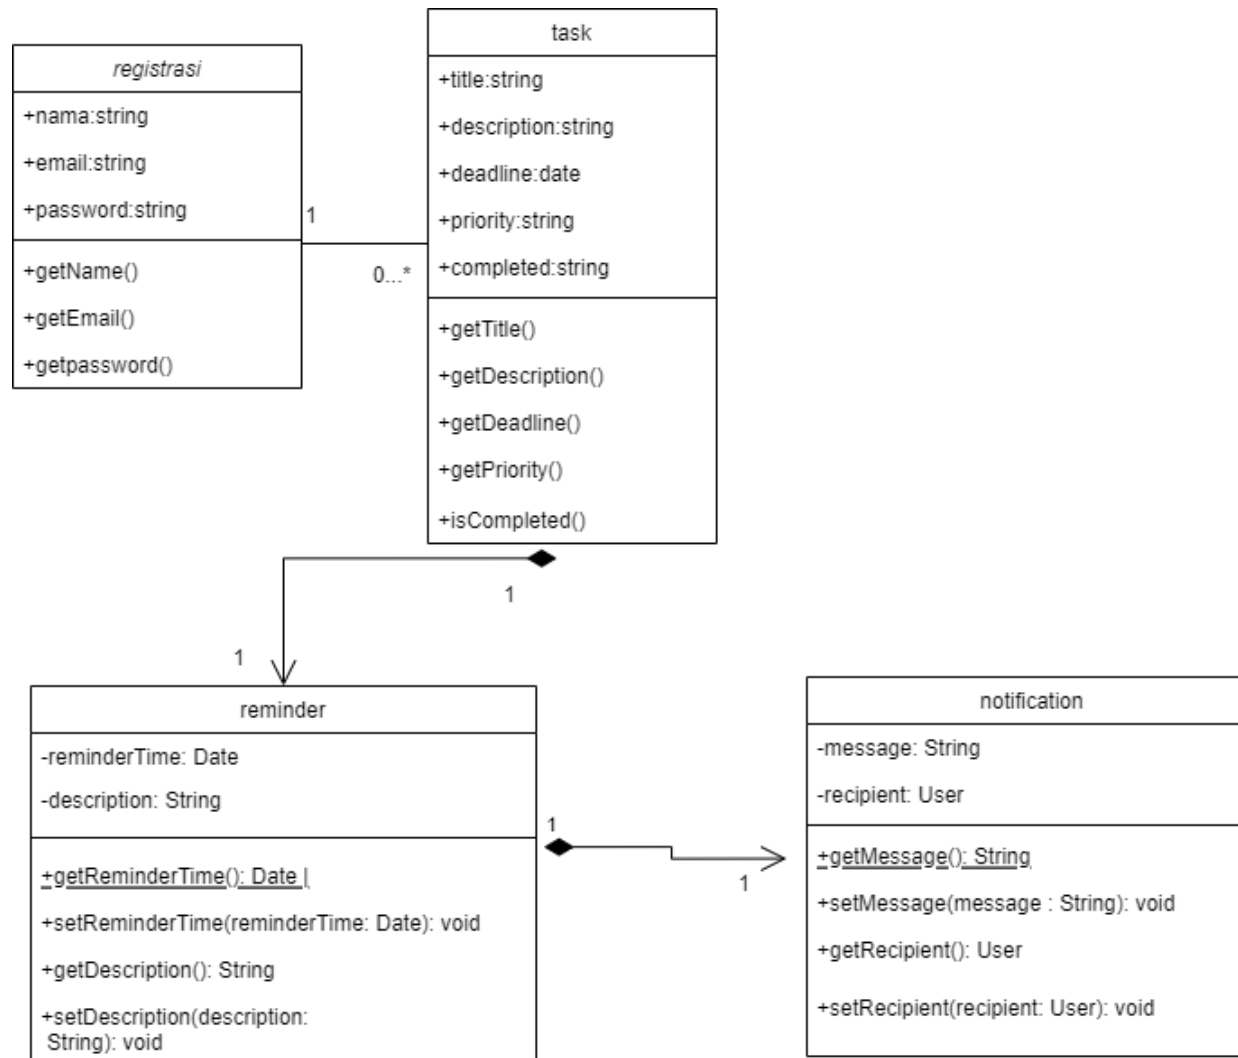 registrasi
+nama:string
+email:string
+password:string
+getName()
+getEmail()
+getpassword()
1
0...*
task
+title:string
+description:string
+deadline:date
+priority:string
+completed:string
+getTitle()
+getDescription()
+getDeadline()
+getPriority()
+isCompleted()
1
1
reminder
-reminderTime: Date
-description: String
+getReminderTime(): Date |
+setReminderTime(reminderTime: Date): void
+getDescription(): String
+setDescription(description:
String): void
1
1
notification
-message: String
-recipient: User
+getMessage(): String
+setMessage(message : String): void
+getRecipient(): User
+setRecipient(recipient: User): void